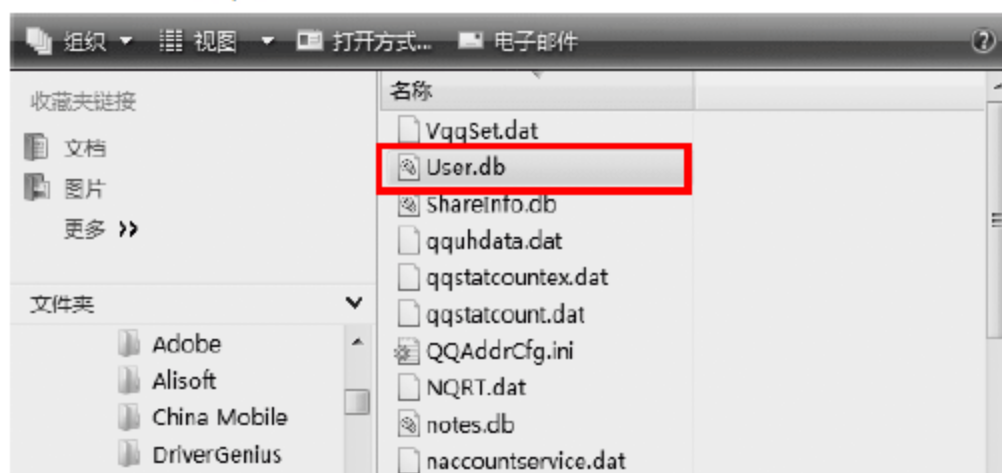 组织 视图 打开方式... 电子邮件
收藏夹链接
文档
图片
更多 >>
文件夹
Adobe
Alisoft
China Mobile
DriverGenius
名称
VqqSet.dat
User.db
ShareInfo.db
qquhdata.dat
qqstatcountex.dat
qqstatcount.dat
QQAddrCfg.ini
NQRT.dat
notes.db
naccountservice.dat